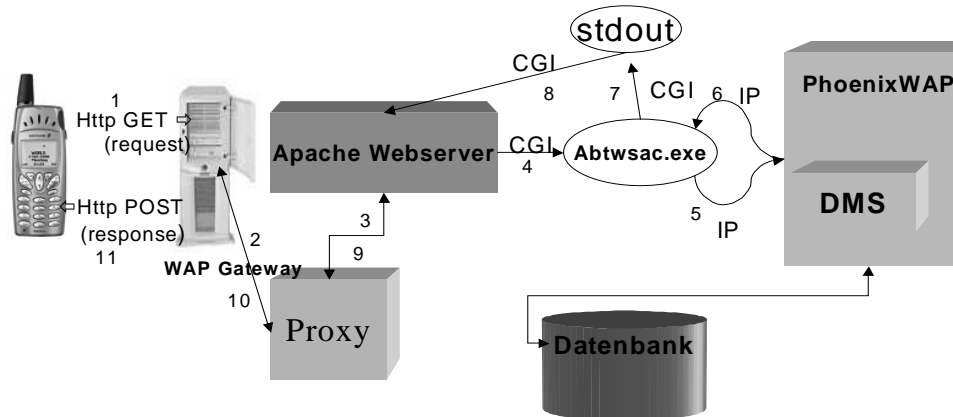 stdout
CGI
8
7
CGI
6
IP
PhoenixWAP
1
Http GET
(request)
Apache Webserver
CGI
4
Abtwsac.exe
DMS
Http POST
(response)
11
2
3
9
5
IP
WAP Gateway
10
Proxy
Datenbank